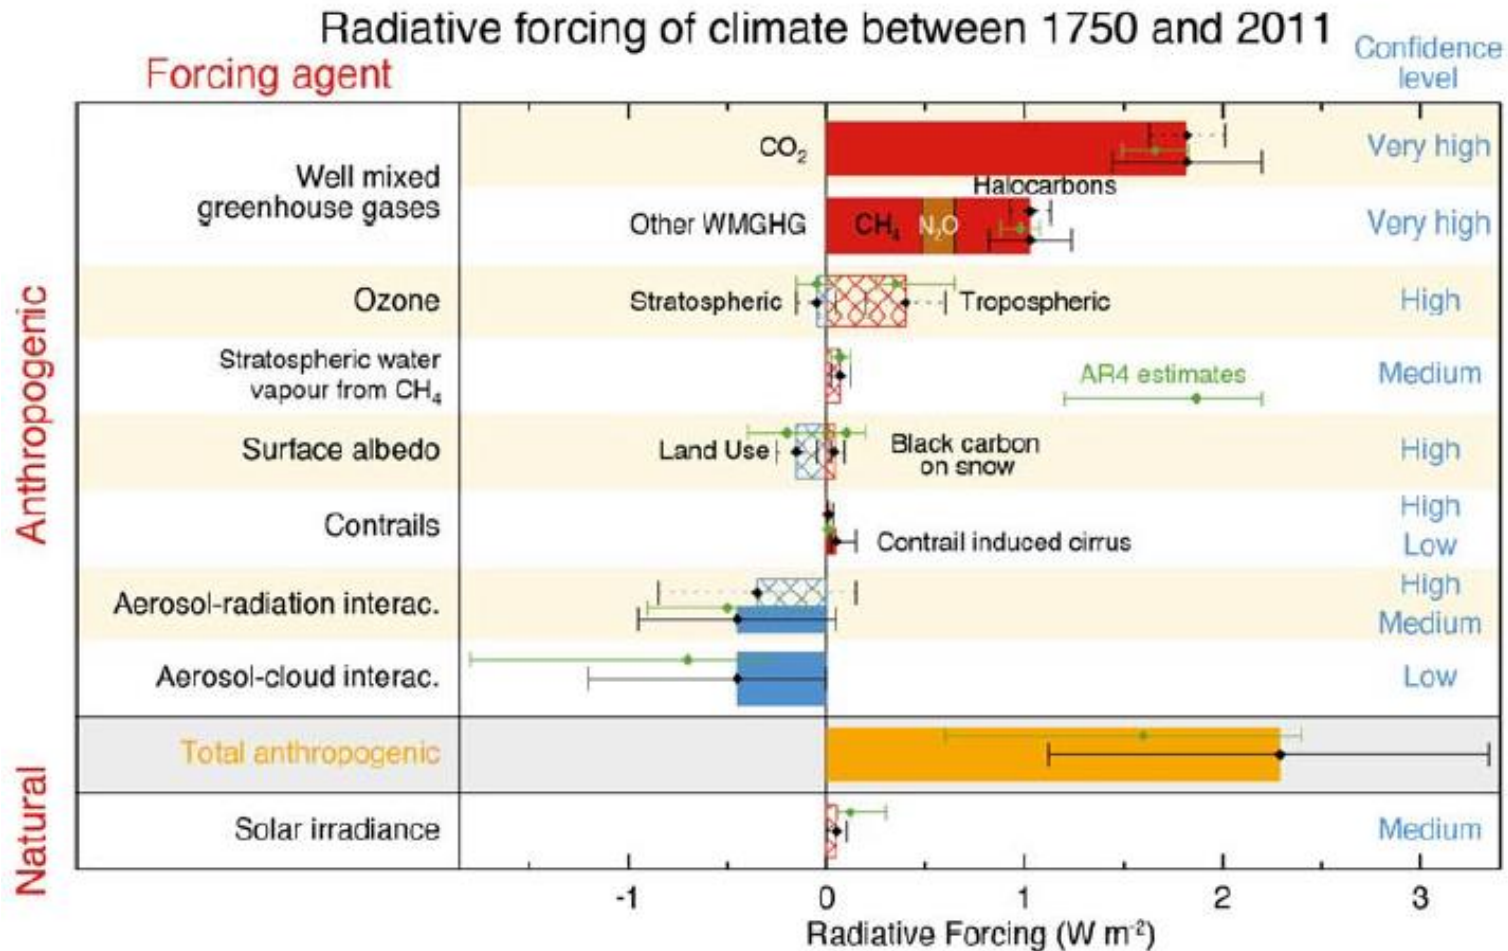 Radiative forcing of climate between 1750 and 2011
Forcing agent
Confidence
level
Anthropogenic
Well mixed
greenhouse gases
CO₂
Very high
Halocarbons
Other WMGHG
CH₄
N₂O
Very high
Ozone
Stratospheric
Tropospheric
High
Stratospheric water
vapour from CH₄
AR4 estimates
Medium
Surface albedo
Land Use
Black carbon
on snow
High
Contrails
High
Contrail induced cirrus
Low
Aerosol-radiation interac.
High
Medium
Aerosol-cloud interac.
Low
Total anthropogenic
Natural
Solar irradiance
Medium
-1 0 1 2 3
Radiative Forcing (W m⁻²)